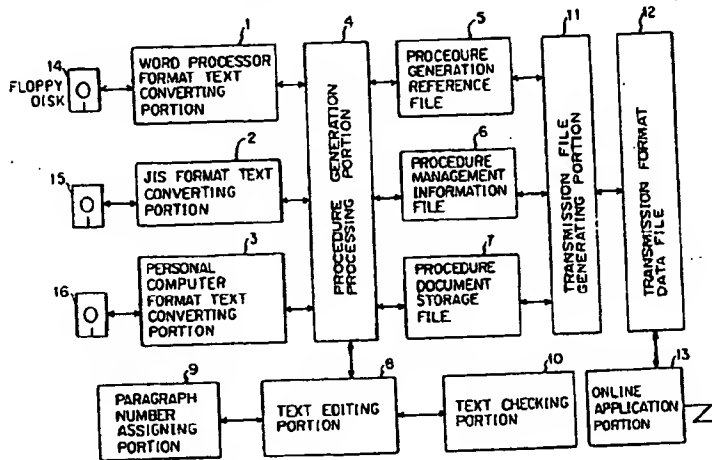 1
4
5
11
12
14
FLOPPY
DISK
WORD PROCESSOR
FORMAT TEXT
CONVERTING
PORTION
PROCEDURE GENERATION
PROCESSING PORTION
PROCEDURE
GENERATION
REFERENCE
FILE
TRANSMISSION FILE
GENERATING PORTION
TRANSMISSION FORMAT
DATA FILE
2
6
15
JIS FORMAT TEXT
CONVERTING
PORTION
PROCEDURE
MANAGEMENT
INFORMATION
FILE
3
7
16
PERSONAL
COMPUTER
FORMAT TEXT
CONVERTING
PORTION
PROCEDURE
DOCUMENT
STORAGE
FILE
9
8
10
13
PARAGRAPH
NUMBER
ASSIGNING
PORTION
TEXT EDITING
PORTION
TEXT CHECKING
PORTION
ONLINE
APPLICATION
PORTION